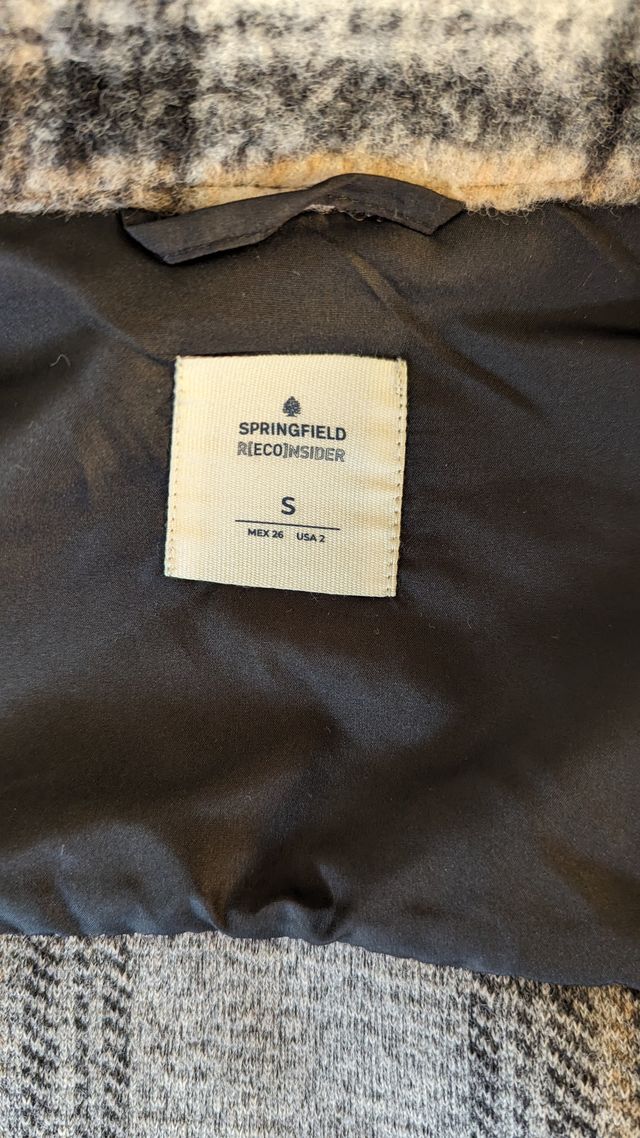 SPRINGFIELD
R[ECO]NSIDER
S
MEX 26 USA 2